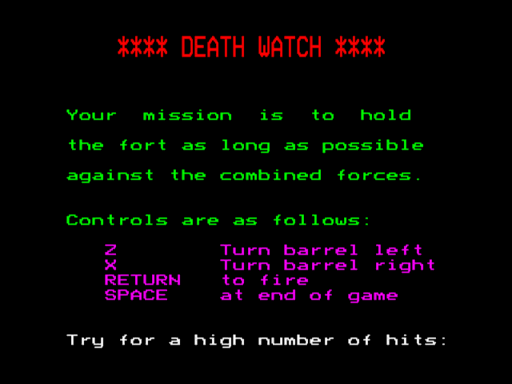 **** DEATH WATCH ****
Your mission is to hold
the fort as long as possible
against the combined forces.
Controls are as follows:
Z Turn barrel left
X Turn barrel right
RETURN to fire
SPACE at end of game
Try for a high number of hits: